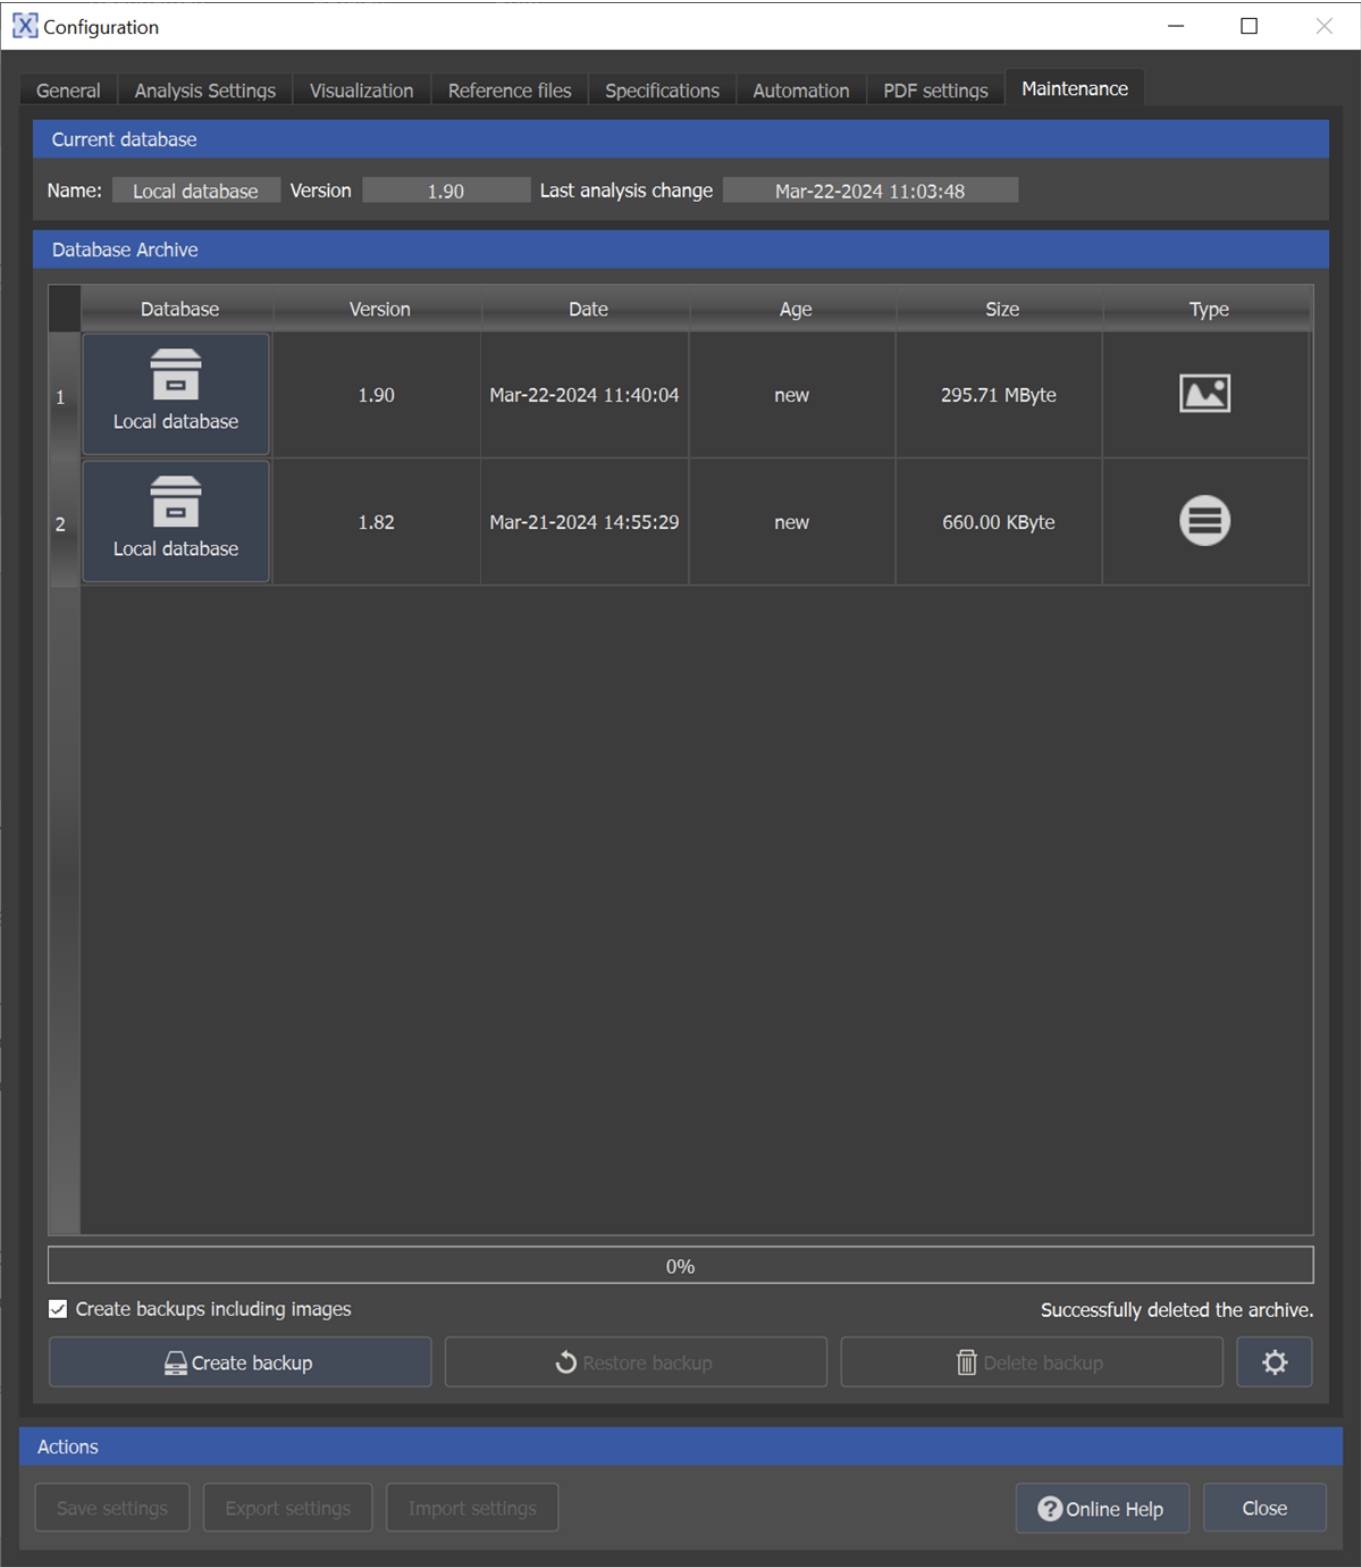 Configuration
General Analysis Settings Visualization Reference files Specifications Automation PDF settings Maintenance
Current database
Name: Local database Version 1.90 Last analysis change Mar-22-2024 11:03:48
Database Archive
Database Version Date Age Size Type
1 Local database 1.90 Mar-22-2024 11:40:04 new 295.71 MByte
2 Local database 1.82 Mar-21-2024 14:55:29 new 660.00 KByte
0%
Create backups including images Successfully deleted the archive.
Create backup Restore backup Delete backup
Actions
Save settings Export settings Import settings Online Help Close